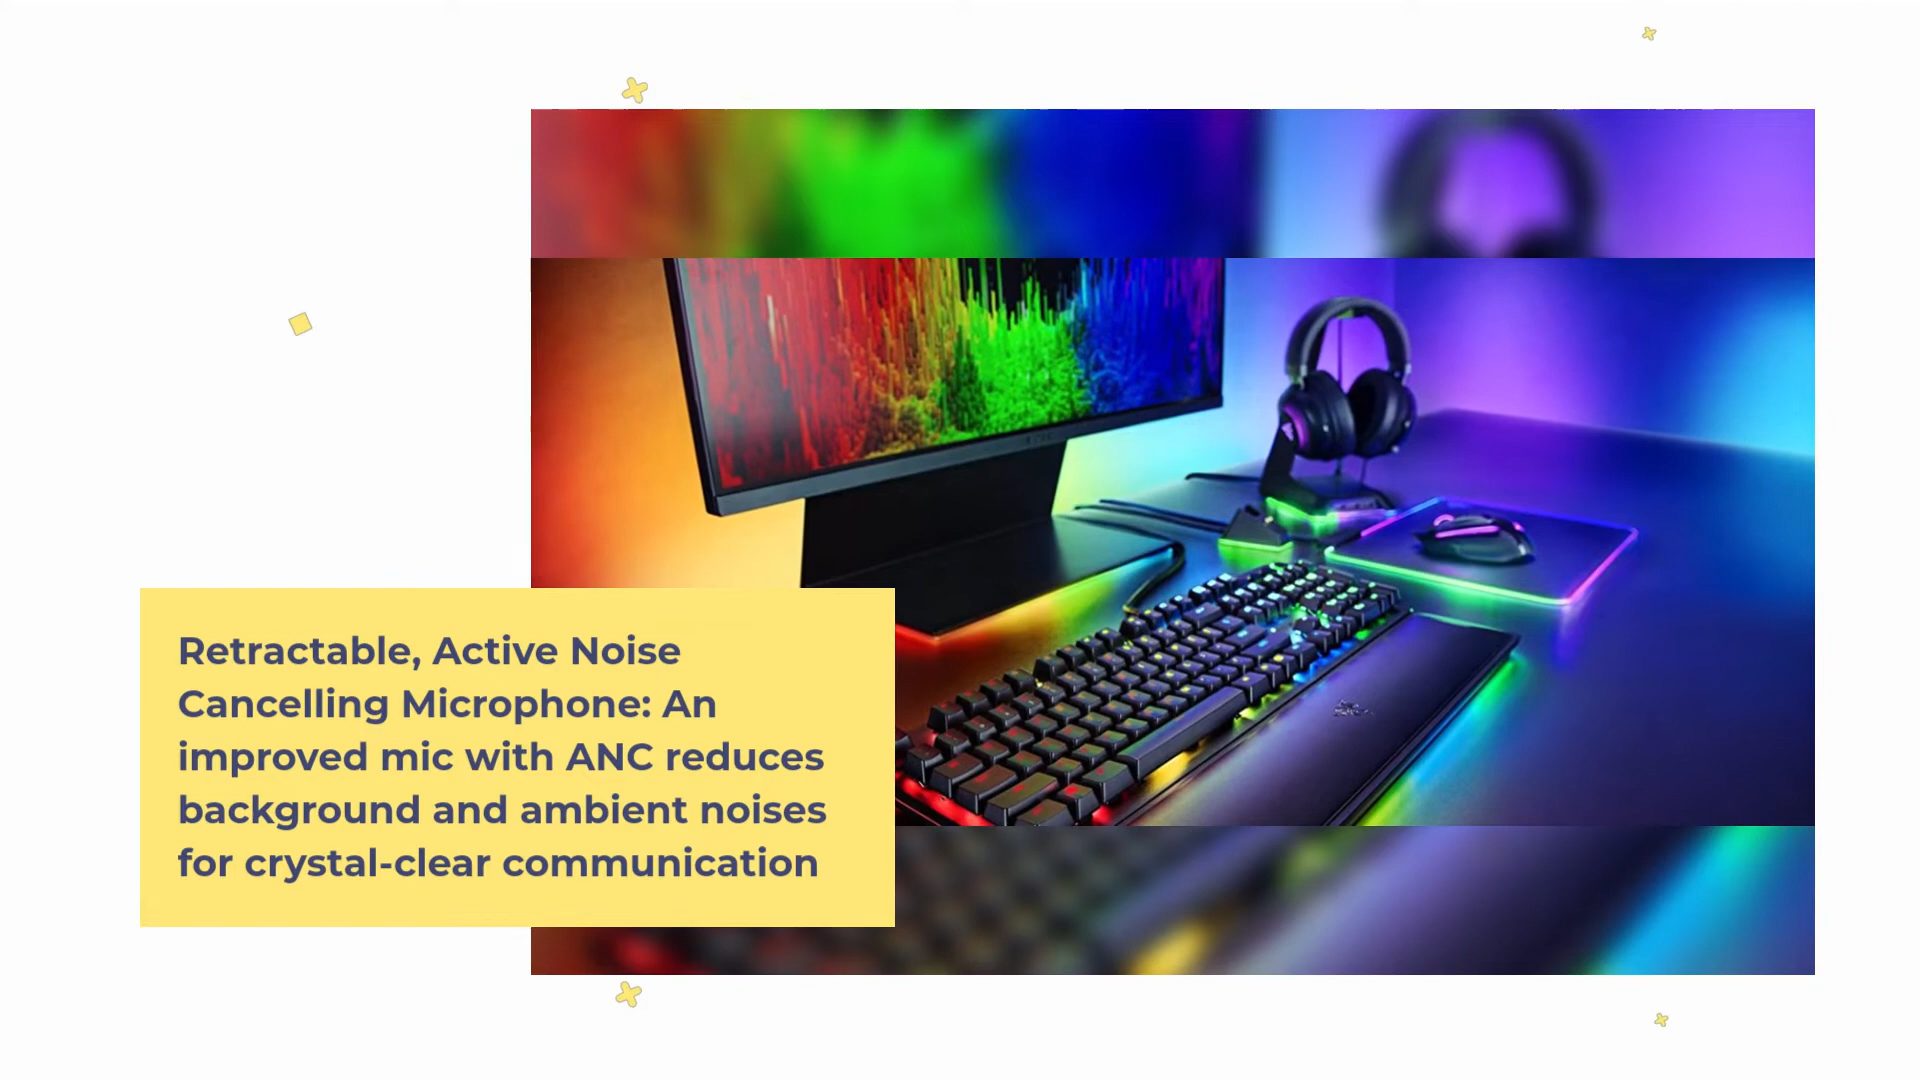 Retractable, Active Noise
Cancelling Microphone: An
improved mic with ANC reduces
background and ambient noises
for crystal-clear communication